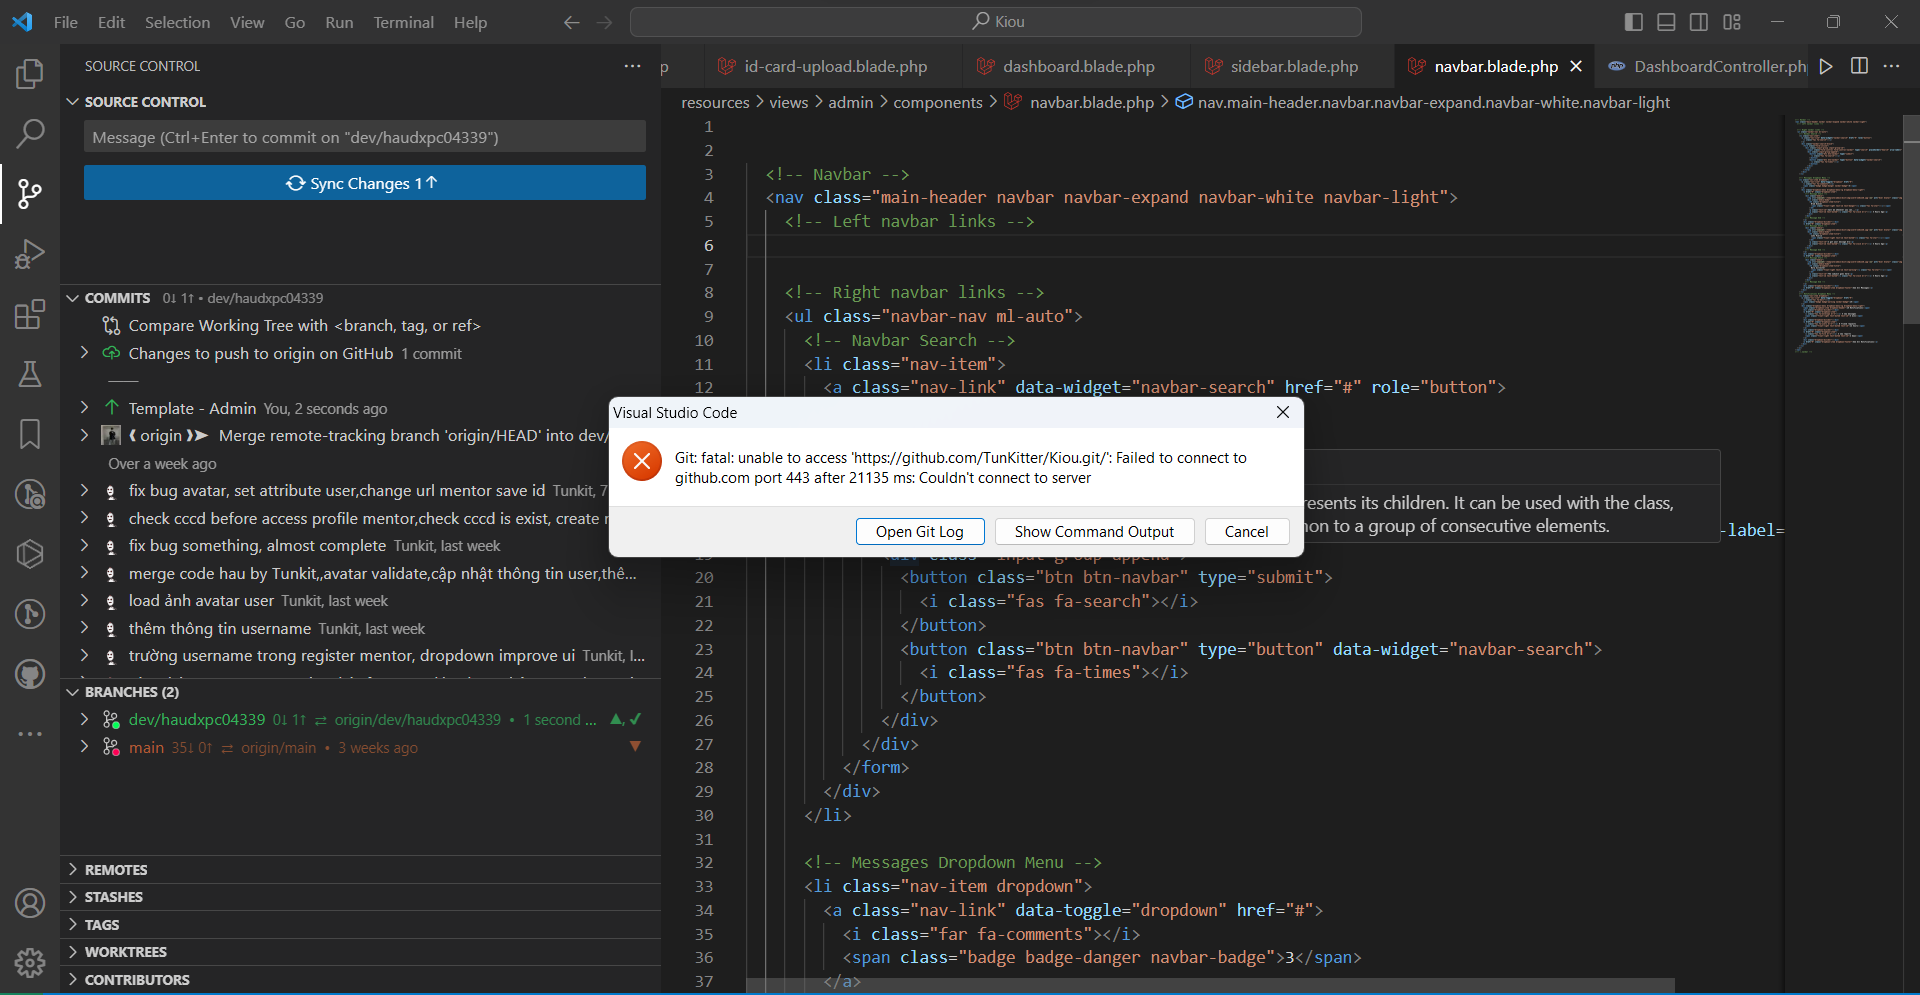 File Edit Selection View Go Run Terminal Help
Kiou
SOURCE CONTROL
SOURCE CONTROL
Message (Ctrl+Enter to commit on "dev/haudxpc04339")
Sync Changes 1↑
COMMITS 0↓ 1↑ • dev/haudxpc04339
Compare Working Tree with <branch, tag, or ref>
Changes to push to origin on GitHub 1 commit
Template - Admin You, 2 seconds ago
origin Merge remote-tracking branch 'origin/HEAD' into dev/
Over a week ago
fix bug avatar, set attribute user,change url mentor save id Tunkit, 7
check cccd before access profile mentor,check cccd is exist, create
fix bug something, almost complete Tunkit, last week
merge code hau by Tunkit,,avatar validate,cập nhật thông tin user,thê...
load ảnh avatar user Tunkit, last week
thêm thông tin username Tunkit, last week
trường username trong register mentor, dropdown improve ui Tunkit, l...
BRANCHES (2)
dev/haudxpc04339 0↓ 1↑ ⇄ origin/dev/haudxpc04339 • 1 second ...
main 35↓ 0↑ ⇄ origin/main • 3 weeks ago
REMOTES
STASHES
TAGS
WORKTREES
CONTRIBUTORS
p id-card-upload.blade.php dashboard.blade.php sidebar.blade.php navbar.blade.php DashboardController.ph
resources > views > admin > components > navbar.blade.php > nav.main-header.navbar.navbar-expand.navbar-white.navbar-light
1
2
3 <!-- Navbar -->
4 <nav class="main-header navbar navbar-expand navbar-white navbar-light">
5 <!-- Left navbar links -->
6
7
8 <!-- Right navbar links -->
9 <ul class="navbar-nav ml-auto">
10 <!-- Navbar Search -->
11 <li class="nav-item">
12 <a class="nav-link" data-widget="navbar-search" href="#" role="button">
Visual Studio Code
Git: fatal: unable to access 'https://github.com/TunKitter/Kiou.git/': Failed to connect to
github.com port 443 after 21135 ms: Couldn't connect to server
Open Git Log Show Command Output Cancel
resents its children. It can be used with the class,
on to a group of consecutive elements.
-label=
20 <button class="btn btn-navbar" type="submit">
21 <i class="fas fa-search"></i>
22 </button>
23 <button class="btn btn-navbar" type="button" data-widget="navbar-search">
24 <i class="fas fa-times"></i>
25 </button>
26 </div>
27 </div>
28 </form>
29 </div>
30 </li>
31
32 <!-- Messages Dropdown Menu -->
33 <li class="nav-item dropdown">
34 <a class="nav-link" data-toggle="dropdown" href="#">
35 <i class="far fa-comments"></i>
36 <span class="badge badge-danger navbar-badge">3</span>
37 </a>